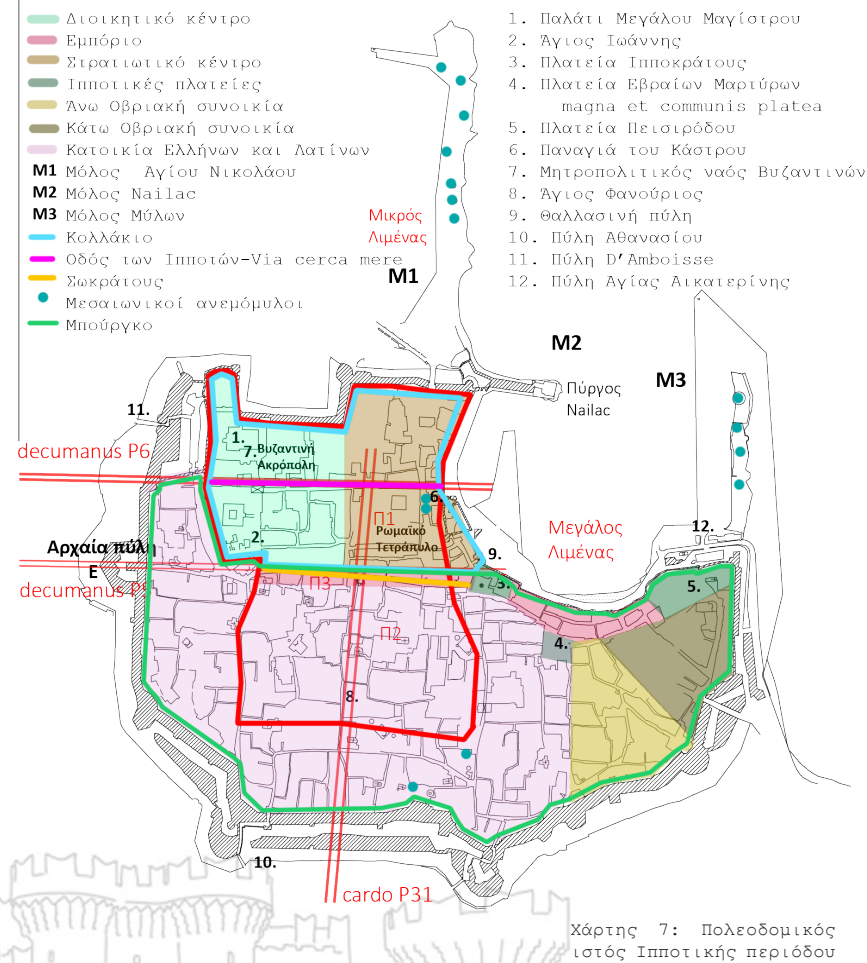 Διοικητικό κέντρο
Εμπόριο
Στρατιωτικό κέντρο
Ιπποτικές πλατείες
Άνω Οβριακή συνοικία
Κάτω Οβριακή συνοικία
Κατοικία Ελλήνων και Λατίνων
M1 Μόλος Αγίου Νικολάου
M2 Μόλος Nailac
M3 Μόλος Μύλων
Κολλάκιο
Οδός των Ιπποτών-Via cerca mere
Σωκράτους
Μεσαιωνικοί ανεμόμυλοι
Μπούργκο
1. Παλάτι Μεγάλου Μαγίστρου
2. Άγιος Ιωάννης
3. Πλατεία Ιπποκράτους
4. Πλατεία Εβραίων Μαρτύρων
magna et communis platea
5. Πλατεία Πεισιρόδου
6. Παναγιά του Κάστρου
7. Μητροπολιτικός ναός Βυζαντινών
8. Άγιος Φανούριος
9. Θαλλασινή πύλη
10. Πύλη Αθανασίου
11. Πύλη D'Amboisse
12. Πύλη Αγίας Αικατερίνης
Μικρός
Λιμένας
M1
M2
M3
Πύργος
Nailac
11.
decumanus P6
1.
7. Βυζαντινή
Ακρόπολη
6.
Π1
Ρωμαϊκό
Τετράπυλο
2.
9.
Μεγάλος
Λιμένας
12.
Αρχαία πύλη
Ε
decumanus P5
Π3
3.
5.
Π2
4.
8.
10.
cardo P31
Χάρτης 7: Πολεοδομικός
ιστός Ιπποτικής περιόδου